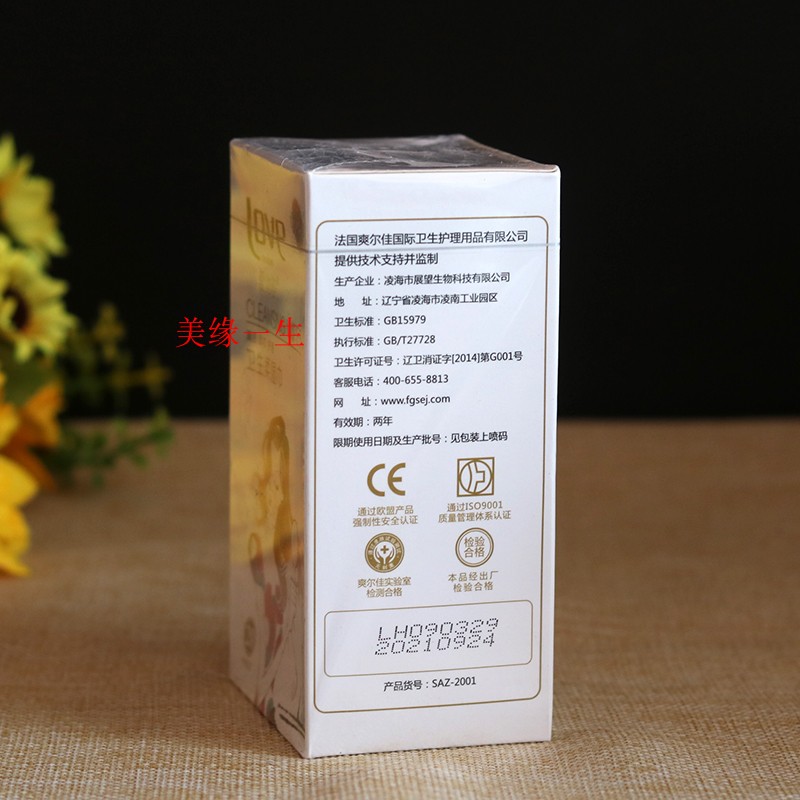 法国爽尔佳国际卫生护理用品有限公司
提供技术支持并监制
生产企业：凌海市展望生物科技有限公司
地　址：辽宁省凌海市凌南工业园区
卫生标准：GB15979
执行标准：GB/T27728
卫生许可证号：辽卫消证字[2014]第G001号
客服电话：400-655-8813
网　址：www.fgsej.com
有效期：两年
限期使用日期及生产批号：见包装上喷码
CE
通过欧盟产品
强制性安全认证
通过ISO9001
质量管理体系认证
爽尔佳实验室
检测合格
检验
合格
本品经出厂
检验合格
LH090329
20210924
产品货号：SAZ-2001
美缘一生